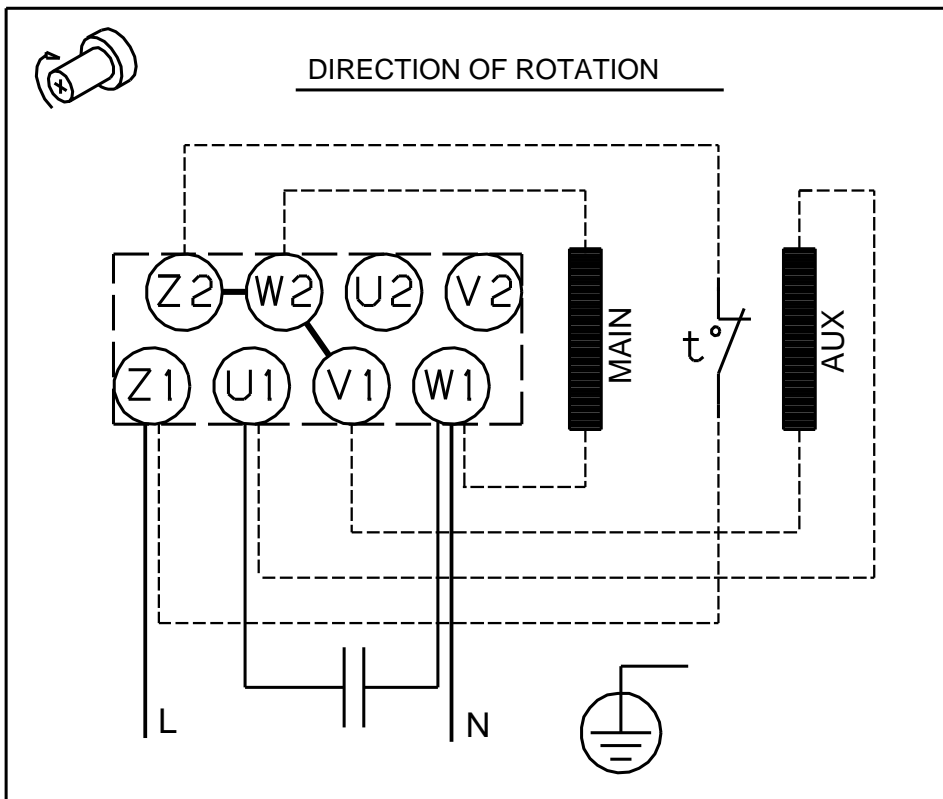 DIRECTION OF ROTATION
Z2 W2 U2 V2
Z1 U1 V1 W1
MAIN
t°
AUX
L
N